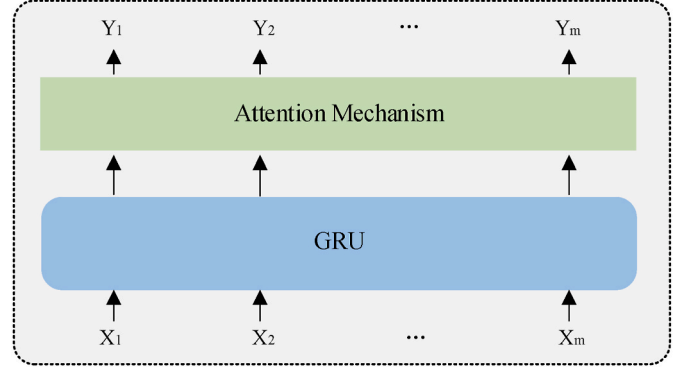 Y1 Y2 ... Ym
Attention Mechanism
GRU
X1 X2 ... Xm